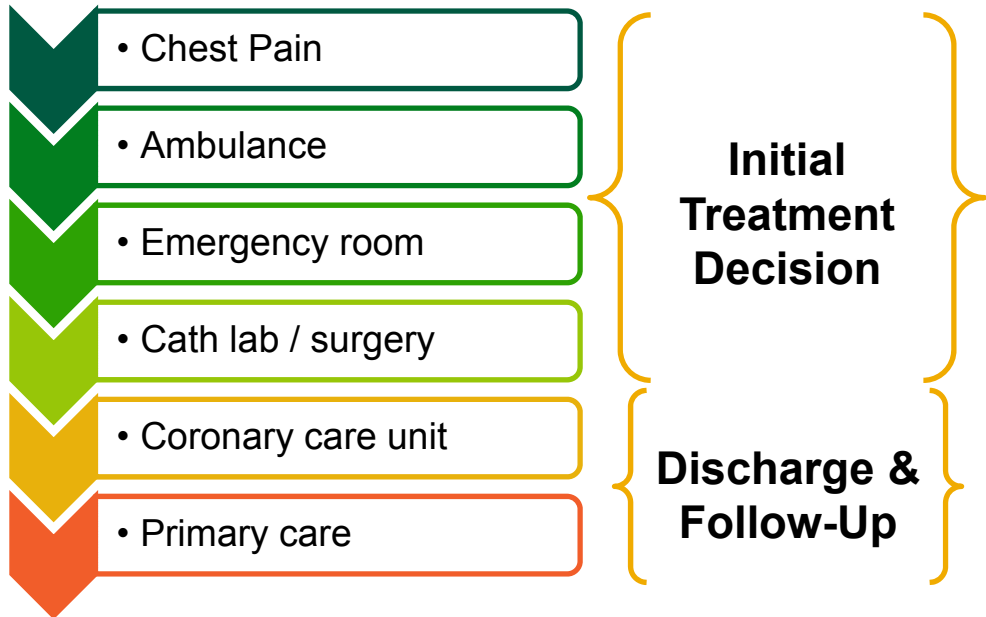 • Chest Pain
• Ambulance
• Emergency room
• Cath lab / surgery
• Coronary care unit
• Primary care
Initial
Treatment
Decision
Discharge &
Follow-Up